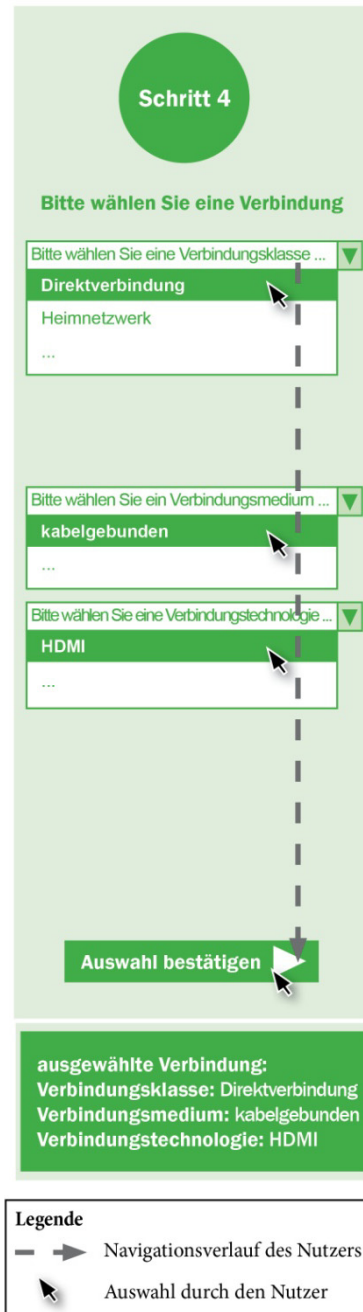 Schritt 4
Bitte wählen Sie eine Verbindung
Bitte wählen Sie eine Verbindungsklasse ...
Direktverbindung
Heimnetzwerk
...
Bitte wählen Sie ein Verbindungsmedium ...
kabelgebunden
...
Bitte wählen Sie eine Verbindungstechnologie ...
HDMI
...
Auswahl bestätigen
ausgewählte Verbindung:
Verbindungsklasse: Direktverbindung
Verbindungsmedium: kabelgebunden
Verbindungstechnologie: HDMI
Legende
Navigationsverlauf des Nutzers
Auswahl durch den Nutzer